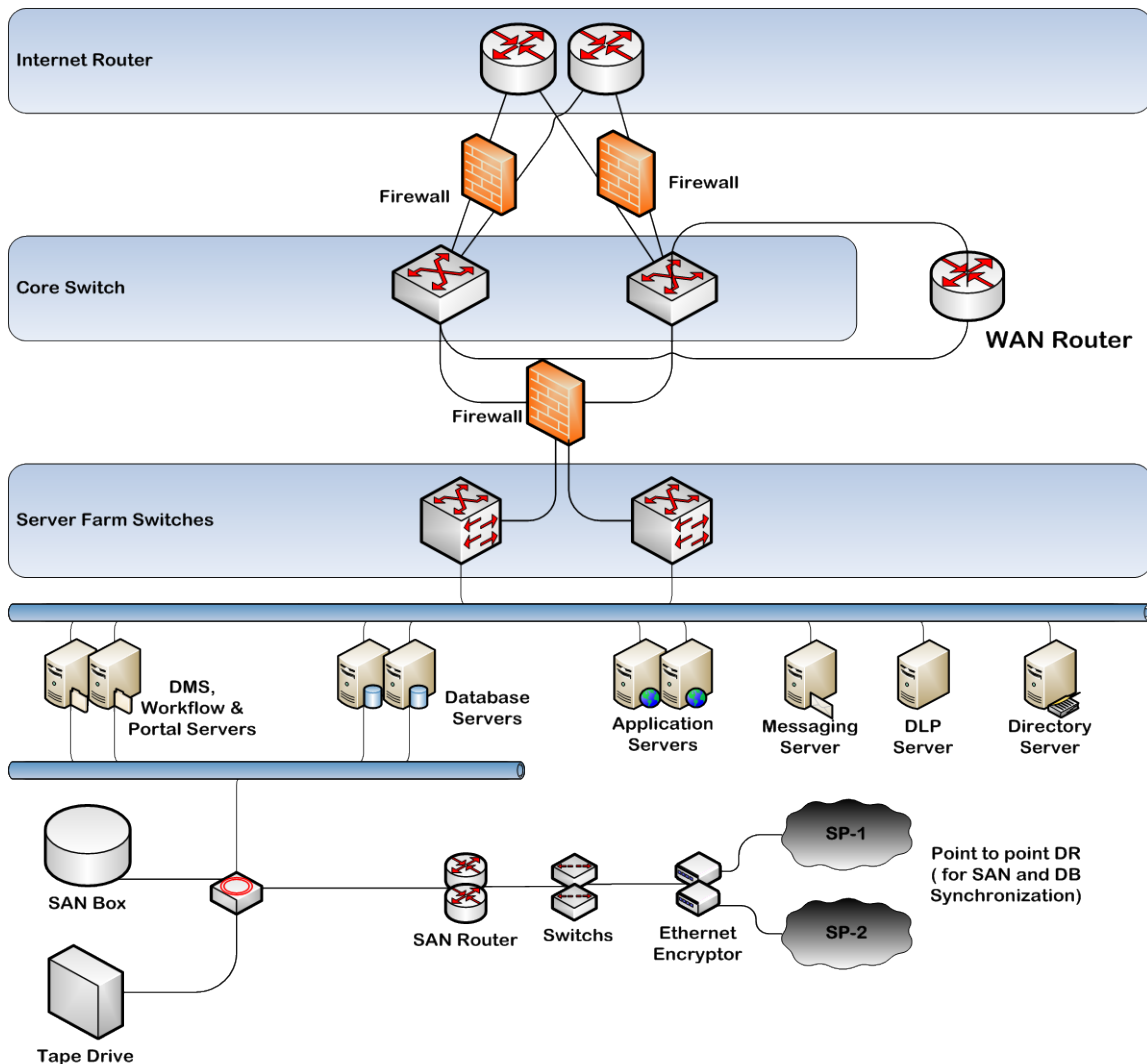 Internet Router
Firewall
Firewall
Core Switch
WAN Router
Firewall
Server Farm Switches
DMS,
Workflow &
Portal Servers
Database
Servers
Application
Servers
Messaging
Server
DLP
Server
Directory
Server
SAN Box
SAN Router
Switchs
Ethernet
Encryptor
SP-1
SP-2
Point to point DR
( for SAN and DB
Synchronization)
Tape Drive